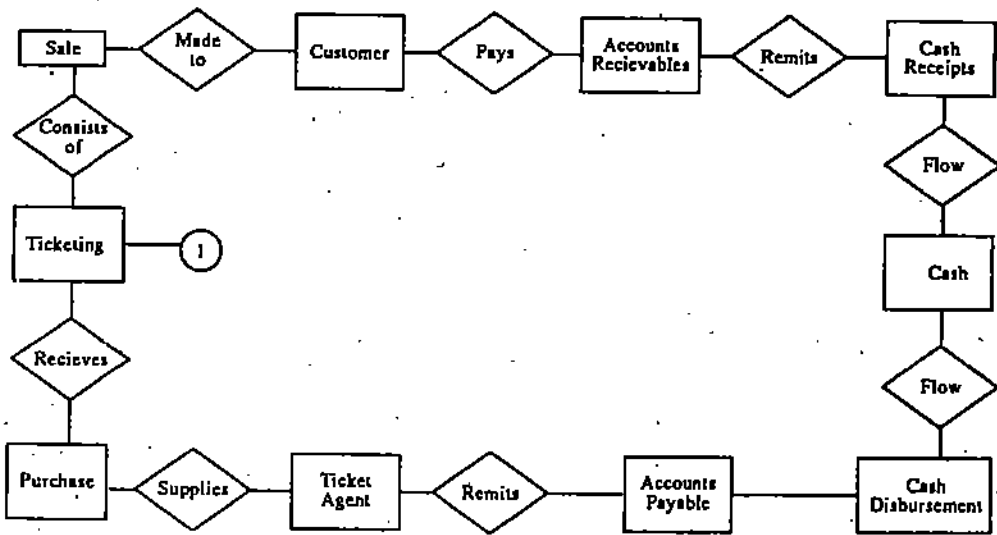 Sale
Made
to
Customer
Pays
Accounts
Recievables
Remits
Cash
Receipts
Consists
of
Flow
Ticketing
1
Cash
Recieves
Flow
Purchase
Supplies
Ticket
Agent
Remits
Accounts
Payable
Cash
Disbursement